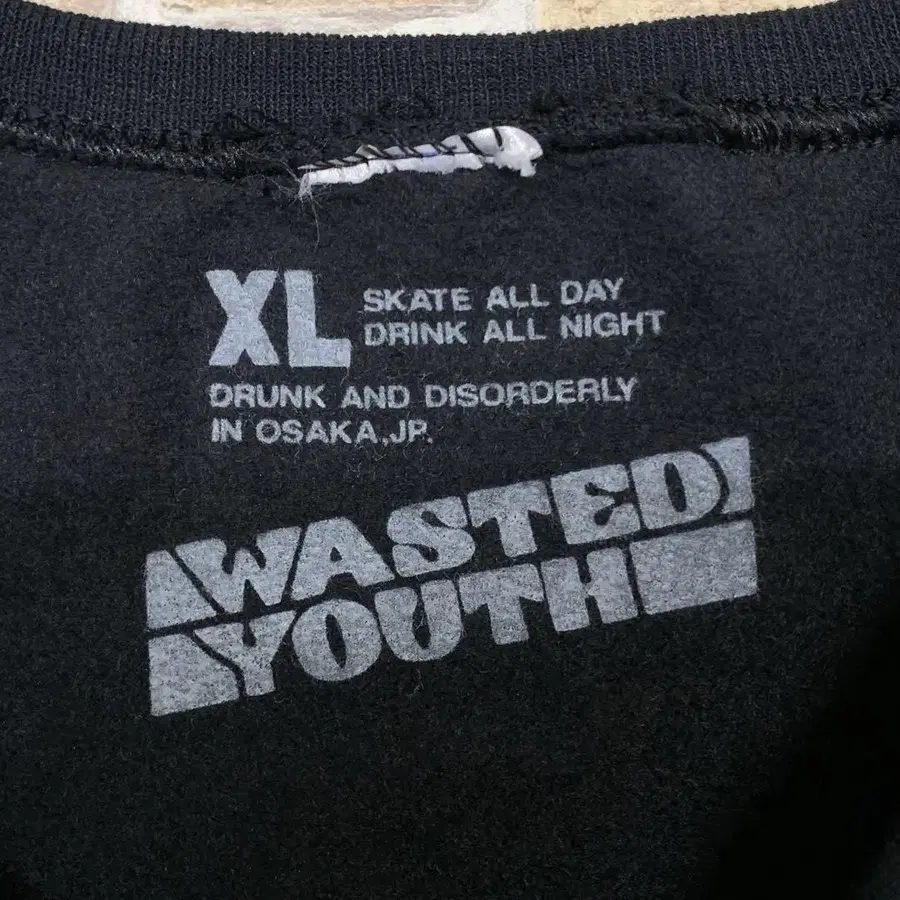 XL
SKATE ALL DAY
DRINK ALL NIGHT
DRUNK AND DISORDERLY
IN OSAKA,JP.
WASTED
YOUTH